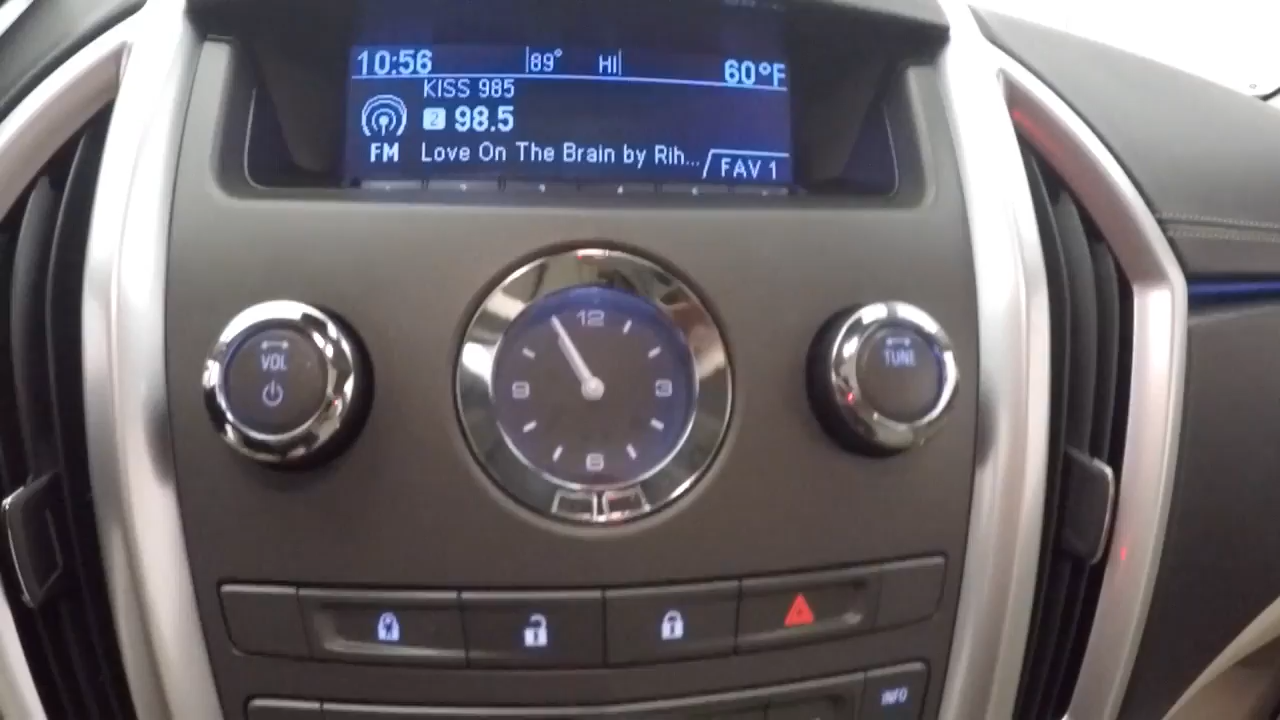 10:56 89° HI 60°F
KISS 985
2 98.5
FM Love On The Brain by Rih... FAV 1
VOL
TUNE
12
9 3
6
INFO